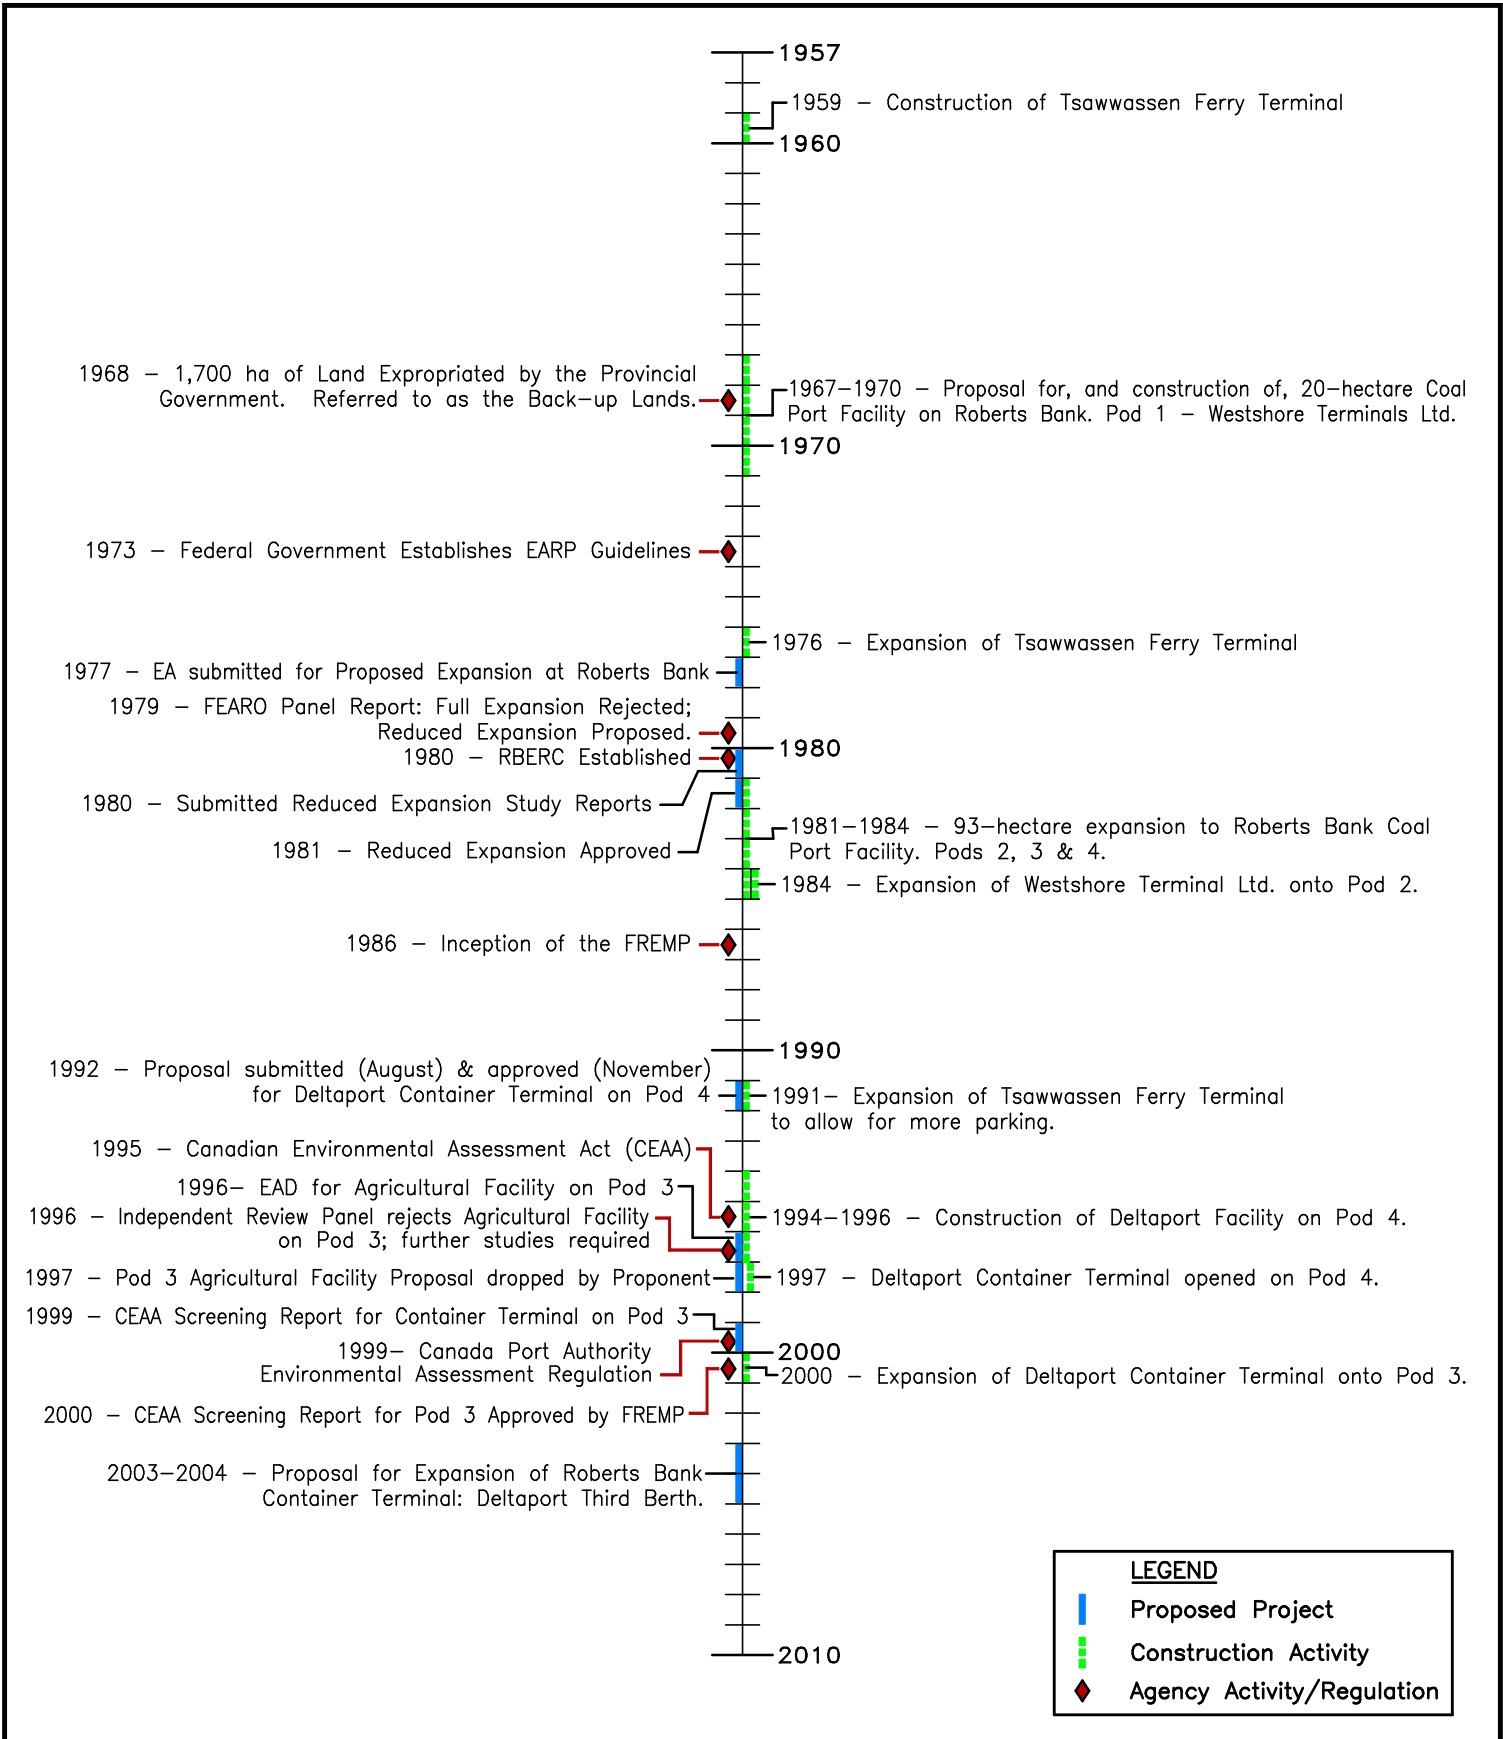 1957
1959 – Construction of Tsawwassen Ferry Terminal
1960
1968 – 1,700 ha of Land Expropriated by the Provincial
Government. Referred to as the Back–up Lands.
1967–1970 – Proposal for, and construction of, 20–hectare Coal
Port Facility on Roberts Bank. Pod 1 – Westshore Terminals Ltd.
1970
1973 – Federal Government Establishes EARP Guidelines
1976 – Expansion of Tsawwassen Ferry Terminal
1977 – EA submitted for Proposed Expansion at Roberts Bank
1979 – FEARO Panel Report: Full Expansion Rejected;
Reduced Expansion Proposed.
1980
1980 – RBERC Established
1980 – Submitted Reduced Expansion Study Reports
1981–1984 – 93–hectare expansion to Roberts Bank Coal
Port Facility. Pods 2, 3 & 4.
1981 – Reduced Expansion Approved
1984 – Expansion of Westshore Terminal Ltd. onto Pod 2.
1986 – Inception of the FREMP
1990
1992 – Proposal submitted (August) & approved (November)
for Deltaport Container Terminal on Pod 4
1991– Expansion of Tsawwassen Ferry Terminal
to allow for more parking.
1995 – Canadian Environmental Assessment Act (CEAA)
1996– EAD for Agricultural Facility on Pod 3
1996 – Independent Review Panel rejects Agricultural Facility
on Pod 3; further studies required
1994–1996 – Construction of Deltaport Facility on Pod 4.
1997 – Pod 3 Agricultural Facility Proposal dropped by Proponent
1997 – Deltaport Container Terminal opened on Pod 4.
1999 – CEAA Screening Report for Container Terminal on Pod 3
1999– Canada Port Authority
Environmental Assessment Regulation
2000
2000 – Expansion of Deltaport Container Terminal onto Pod 3.
2000 – CEAA Screening Report for Pod 3 Approved by FREMP
2003–2004 – Proposal for Expansion of Roberts Bank
Container Terminal: Deltaport Third Berth.
2010
LEGEND
Proposed Project
Construction Activity
Agency Activity/Regulation